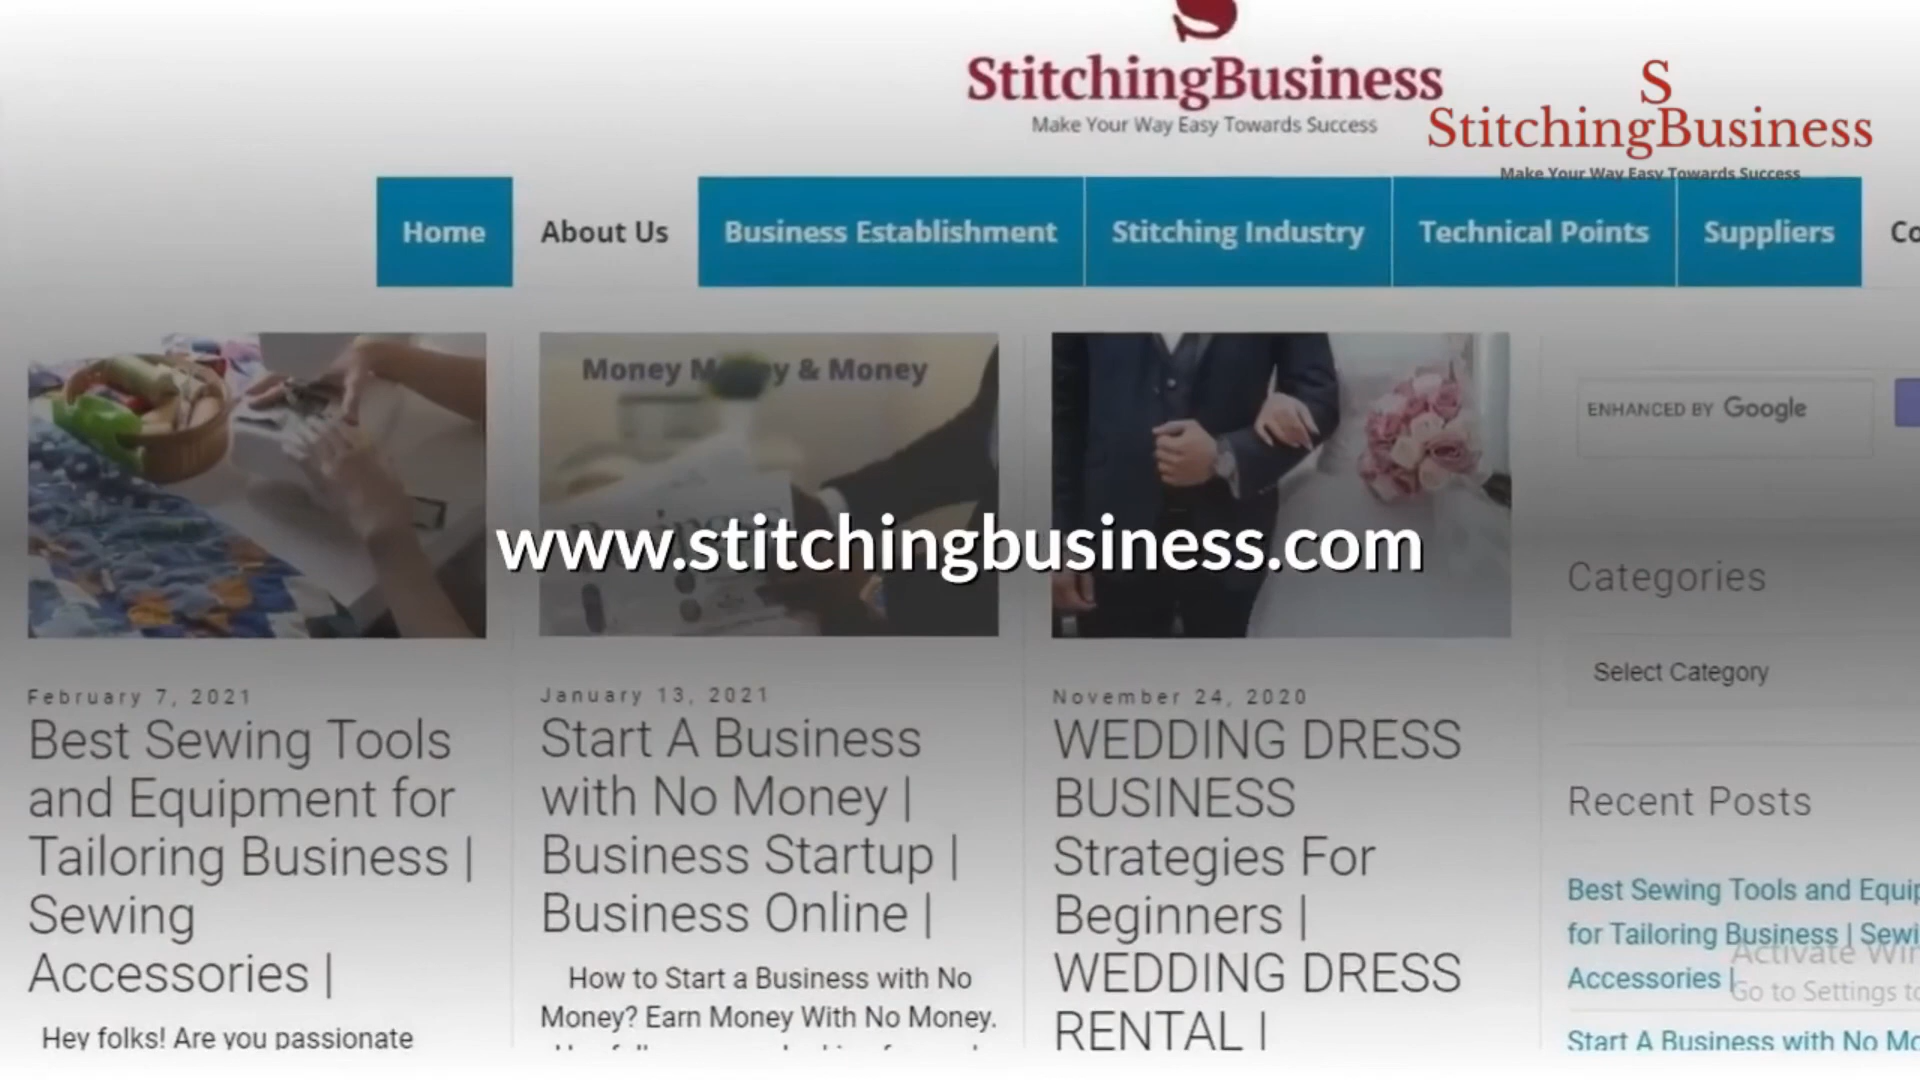 S
StitchingBusiness
Make Your Way Easy Towards Success
S
StitchingBusiness
Make Your Way Easy Towards Success
Home
About Us
Business Establishment
Stitching Industry
Technical Points
Suppliers
Money & Money
ENHANCED BY Google
www.stitchingbusiness.com
Categories
Select Category
February 7, 2021
Best Sewing Tools
and Equipment for
Tailoring Business |
Sewing
Accessories |
Hey folks! Are you passionate
January 13, 2021
Start A Business
with No Money |
Business Startup |
Business Online |
How to Start a Business with No
Money? Earn Money With No Money.
November 24, 2020
WEDDING DRESS
BUSINESS
Strategies For
Beginners |
WEDDING DRESS
RENTAL |
Recent Posts
Best Sewing Tools and
for Tailoring Business |
Accessories |
Start A Business with No
Activate
Go to Settings